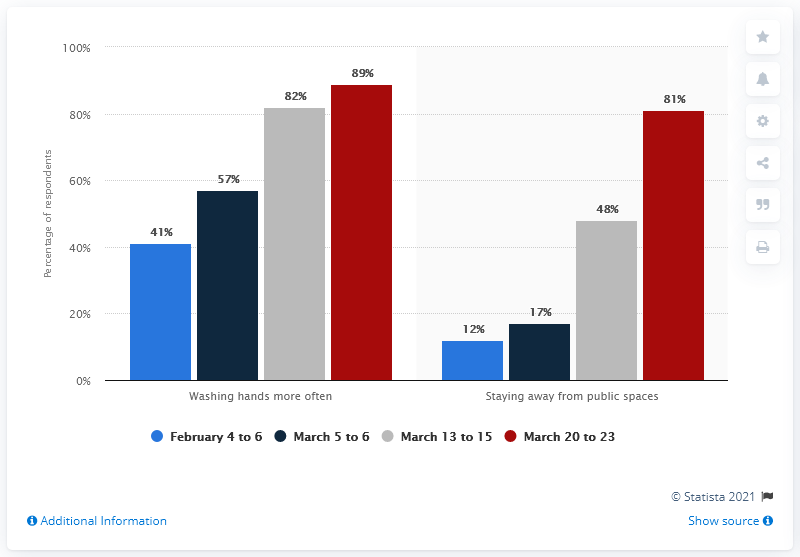 100%
80%
60%
40%
20%
0%
Percentage of respondents
41%
57%
82%
89%
12%
17%
48%
81%
Washing hands more often
Staying away from public spaces
February 4 to 6 March 5 to 6 March 13 to 15 March 20 to 23
© Statista 2021
Additional Information
Show source